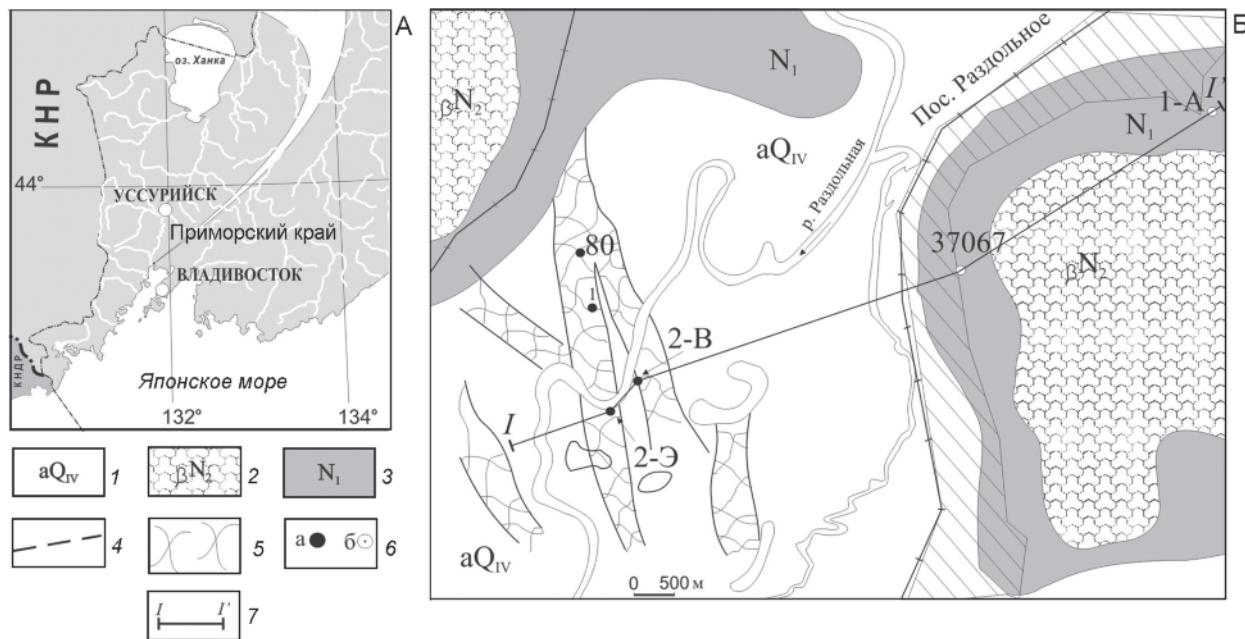 А
оз. Ханка
КНР
44°
УССУРИЙСК
Приморский край
ВЛАДИВОСТОК
КНДР
Японское море
132°
134°
Б
N₁
βN₂
Пос. Раздольное
1-А
I'
N₁
aQIV
р. Раздольная
80
1
37067
βN₂
2-В
I
2-Э
aQIV
0 500 м
aQIV 1
βN₂ 2
N₁ 3
4
5
а б 6
I I' 7